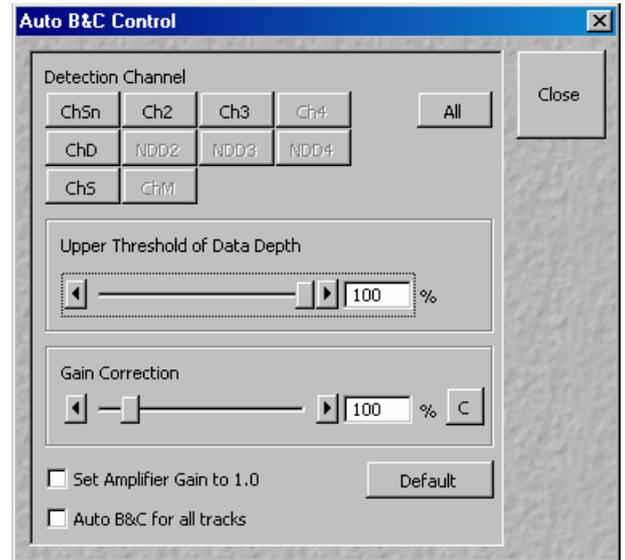 Auto B&C Control
Detection Channel
Close
ChSn Ch2 Ch3 Ch4 All
ChD NDD2 NDD3 NDD4
ChS ChM
Upper Threshold of Data Depth
100 %
Gain Correction
100 % C
Set Amplifier Gain to 1.0
Default
Auto B&C for all tracks